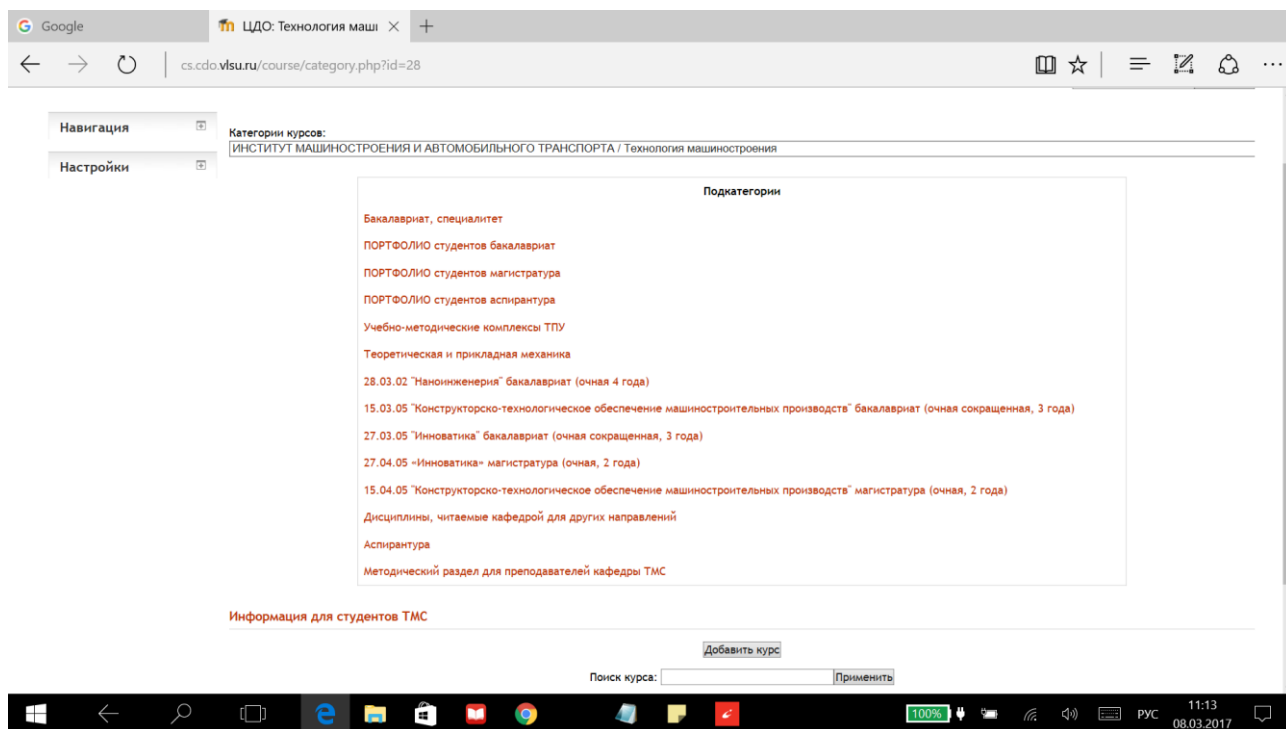 Google
ЦДО: Технология маши
cs.cdo.vlsu.ru/course/category.php?id=28
Навигация
Настройки
Категории курсов:
ИНСТИТУТ МАШИНОСТРОЕНИЯ И АВТОМОБИЛЬНОГО ТРАНСПОРТА / Технология машиностроения
Подкатегории
Бакалавриат, специалитет
ПОРТФОЛИО студентов бакалавриат
ПОРТФОЛИО студентов магистратура
ПОРТФОЛИО студентов аспирантура
Учебно-методические комплексы ТПУ
Теоретическая и прикладная механика
28.03.02 "Наноинженерия" бакалавриат (очная 4 года)
15.03.05 "Конструкторско-технологическое обеспечение машиностроительных производств" бакалавриат (очная сокращенная, 3 года)
27.03.05 "Инноватика" бакалавриат (очная сокращенная, 3 года)
27.04.05 «Инноватика» магистратура (очная, 2 года)
15.04.05 "Конструкторско-технологическое обеспечение машиностроительных производств" магистратура (очная, 2 года)
Дисциплины, читаемые кафедрой для других направлений
Аспирантура
Методический раздел для преподавателей кафедры ТМС
Информация для студентов ТМС
Добавить курс
Поиск курса: Применить
100% РУС 11:13
08.03.2017